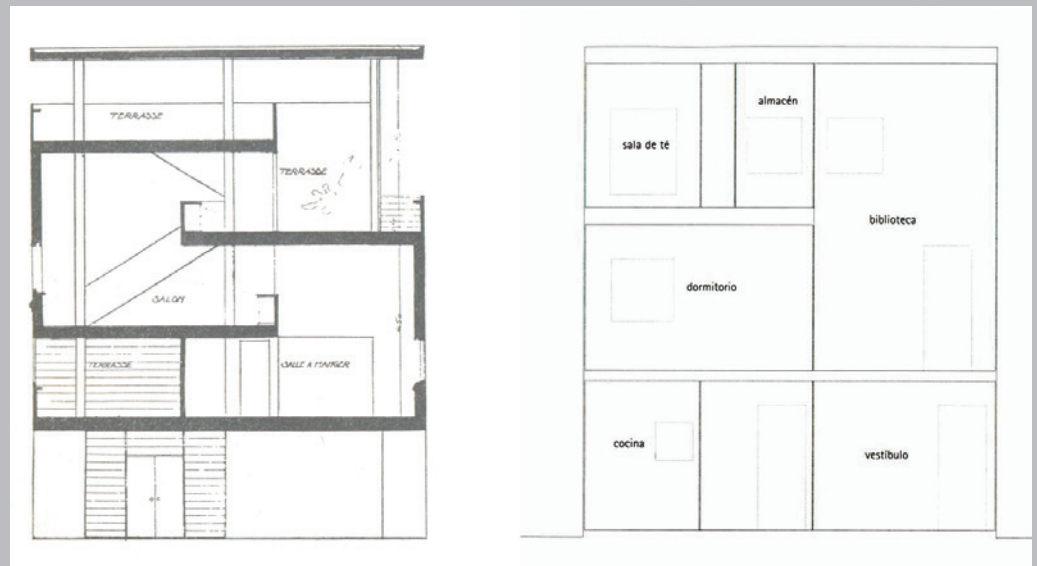 TERRASSE
TERRASSE
SALON
TERRASSE
SALLE A MANGER
almacén
sala de té
biblioteca
dormitorio
cocina
vestíbulo